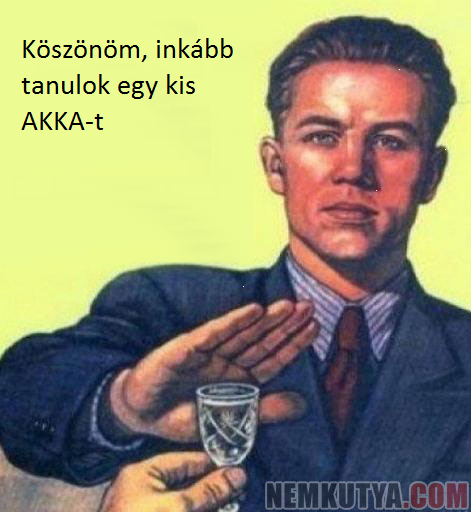 Köszönöm, inkább
tanulok egy kis
AKKA-t
NEMKUTYA.COM